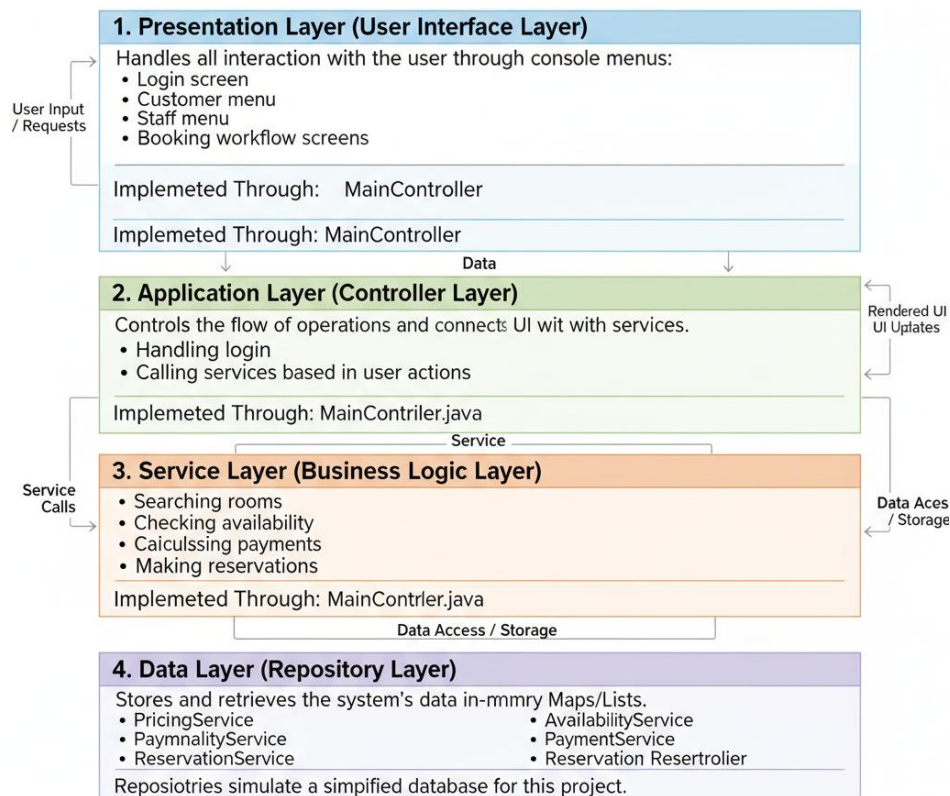 1. Presentation Layer (User Interface Layer)
Handles all interaction with the user through console menus:
• Login screen
• Customer menu
• Staff menu
• Booking workflow screens
User Input
/ Requests
Implemeted Through: MainController
Implemeted Through: MainController
Data
2. Application Layer (Controller Layer)
Controls the flow of operations and connects UI wit with services.
• Handling login
• Calling services based in user actions
Rendered UI
UI Updates
Implemeted Through: MainContriler.java
Service
3. Service Layer (Business Logic Layer)
• Searching rooms
• Checking availability
• Caiculssing payments
• Making reservations
Service
Calls
Data Acess
/ Storage
Implemeted Through: MainContrler.java
Data Access / Storage
4. Data Layer (Repository Layer)
Stores and retrieves the system's data in-mmry Maps/Lists.
• PricingService
• PaymnalityService
• ReservationService
• AvailabilityService
• PaymentService
• Reservation Resertrolier
Reposiotries simulate a simpified database for this project.